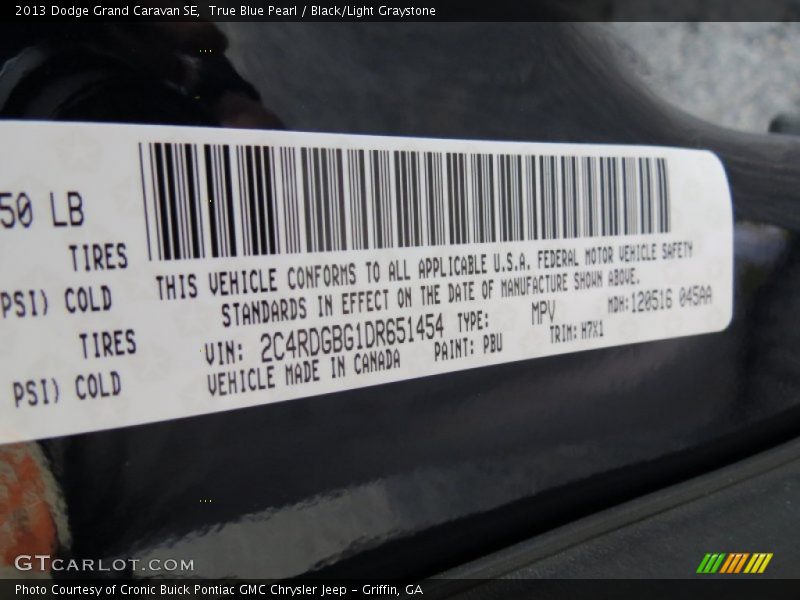 2013 Dodge Grand Caravan SE,  True Blue Pearl / Black/Light Graystone
50 LB
TIRES
PSI) COLD
TIRES
PSI) COLD
THIS VEHICLE CONFORMS TO ALL APPLICABLE U.S.A. FEDERAL MOTOR VEHICLE SAFETY
STANDARDS IN EFFECT ON THE DATE OF MANUFACTURE SHOWN ABOVE.
VIN: 2C4RDGBG1DR651454 TYPE: MPV MDH:120516 045AA
VEHICLE MADE IN CANADA PAINT: PBU TRIM: H7X1
GTCARLOT.COM
Photo Courtesy of Cronic Buick Pontiac GMC Chrysler Jeep - Griffin, GA